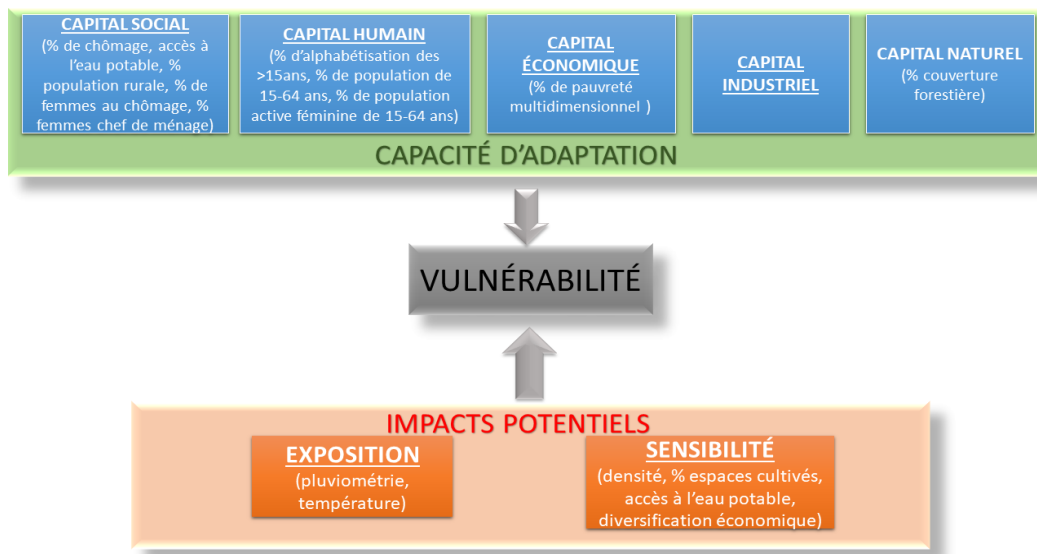 CAPITAL SOCIAL
(% de chômage, accès à
l'eau potable, %
population rurale, % de
femmes au chômage, %
femmes chef de ménage)
CAPITAL HUMAIN
(% d'alphabétisation des
>15ans, % de population de
15-64 ans, % de population
active féminine de 15-64 ans)
CAPITAL
ÉCONOMIQUE
(% de pauvreté
multidimensionnel )
CAPITAL
INDUSTRIEL
CAPITAL NATUREL
(% couverture
forestière)
CAPACITÉ D'ADAPTATION
VULNÉRABILITÉ
IMPACTS POTENTIELS
EXPOSITION
(pluviométrie,
température)
SENSIBILITÉ
(densité, % espaces cultivés,
accès à l'eau potable,
diversification économique)